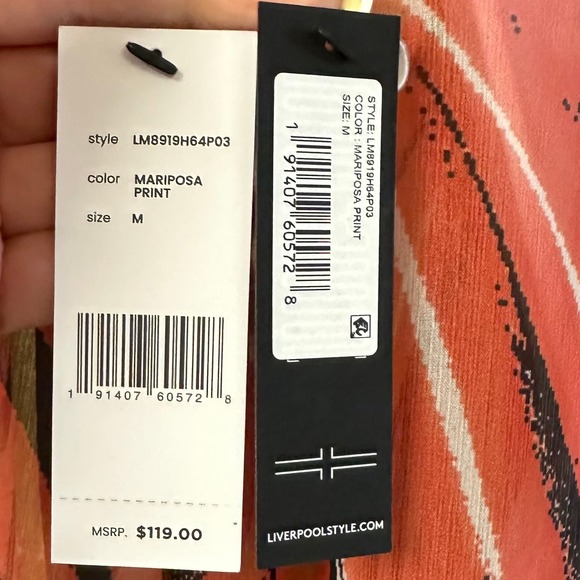 style LM8919H64P03
color MARIPOSA
PRINT
size M
1 91407 60572 8
MSRP. $119.00
STYLE: LM8919H64P03
COLOR : MARIPOSA PRINT
SIZE: M
1 91407 60572 8
LIVERPOOLSTYLE.COM